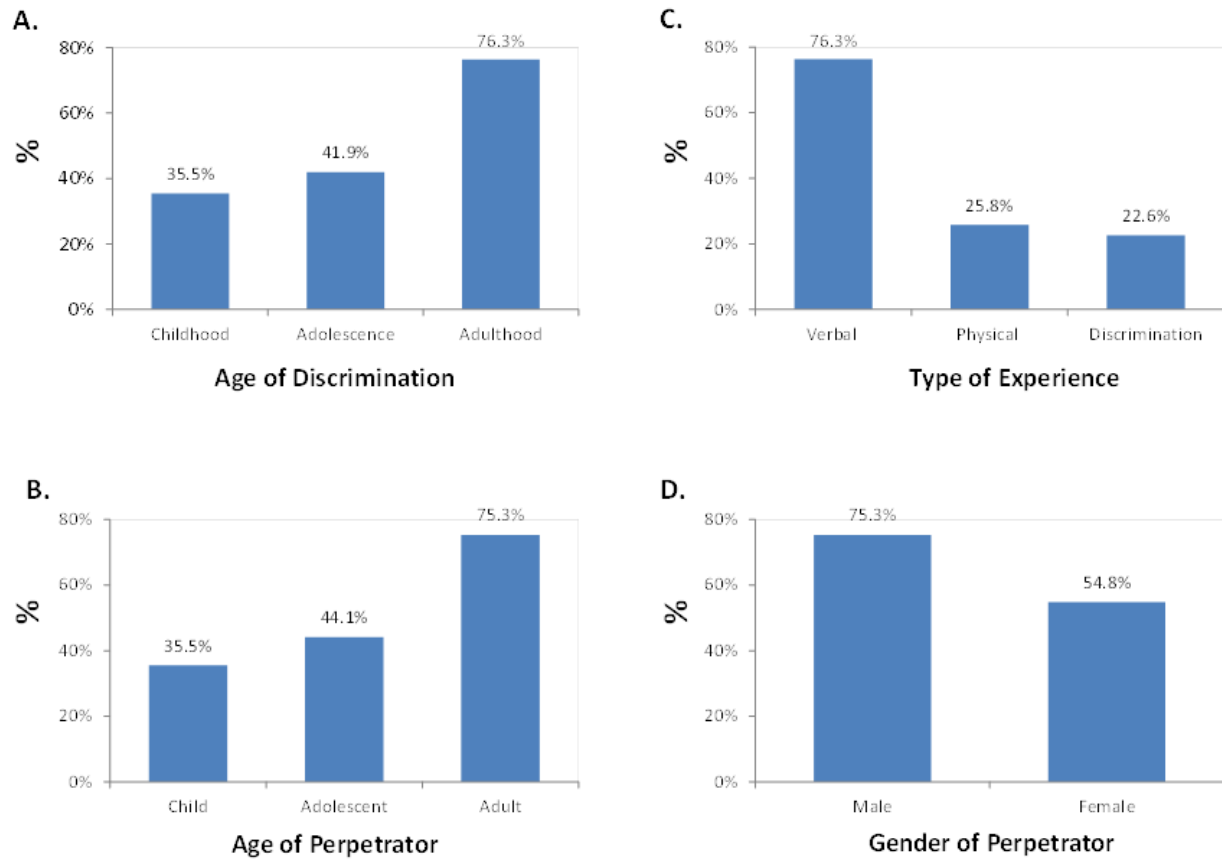 A.
80%
60%
40%
20%
0%
%
35.5%
41.9%
76.3%
Childhood Adolescence Adulthood
Age of Discrimination
C.
80%
60%
40%
20%
0%
%
76.3%
25.8%
22.6%
Verbal Physical Discrimination
Type of Experience
B.
80%
60%
40%
20%
0%
%
35.5%
44.1%
75.3%
Child Adolescent Adult
Age of Perpetrator
D.
80%
60%
40%
20%
0%
%
75.3%
54.8%
Male Female
Gender of Perpetrator